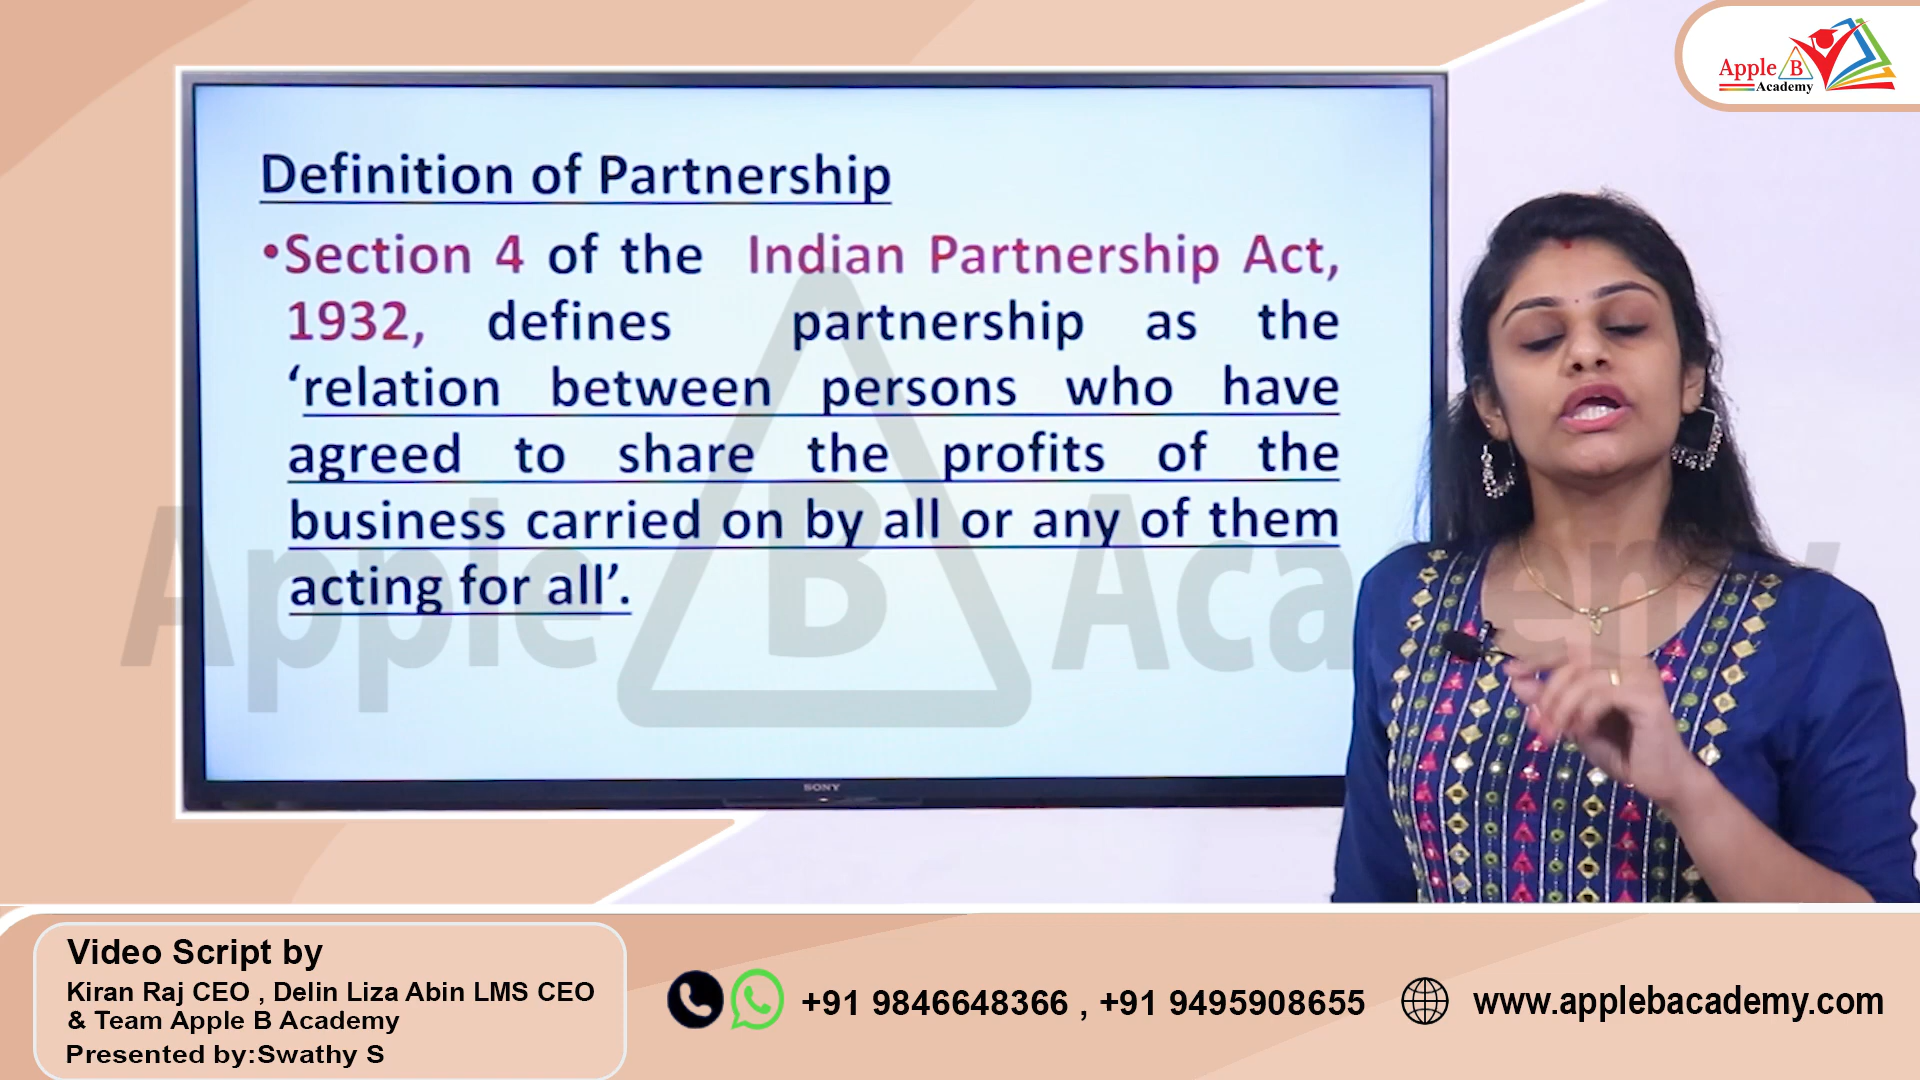 Apple B
Academy
Definition of Partnership
•Section 4 of the Indian Partnership Act,
1932, defines partnership as the
‘relation between persons who have
agreed to share the profits of the
business carried on by all or any of them
acting for all’.
Apple B Academy
SONY
Video Script by
Kiran Raj CEO , Delin Liza Abin LMS CEO
& Team Apple B Academy
Presented by:Swathy S
+91 9846648366 , +91 9495908655
www.applebacademy.com